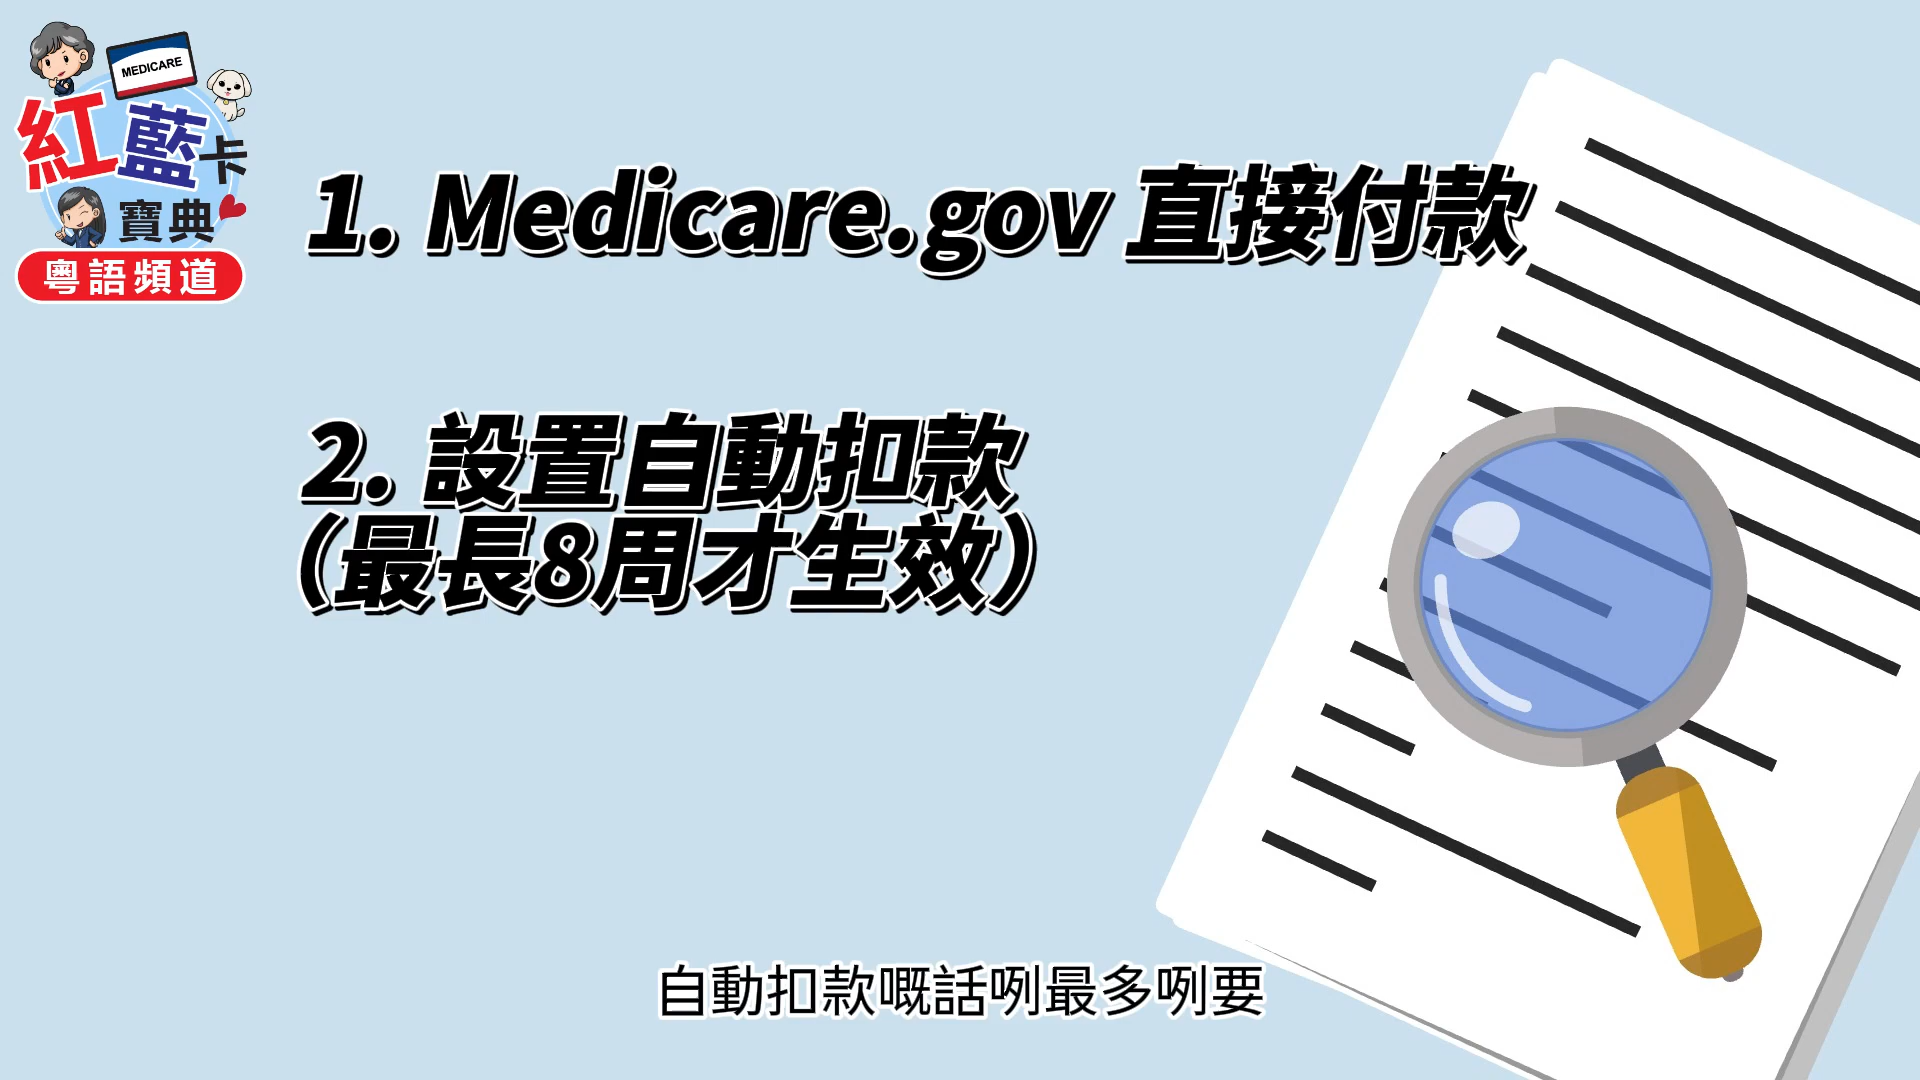 MEDICARE
紅藍卡
寶典
粵語頻道
1. Medicare.gov 直接付款
2. 設置自動扣款
（最長8周才生效）
自動扣款嘅話咧最多咧要